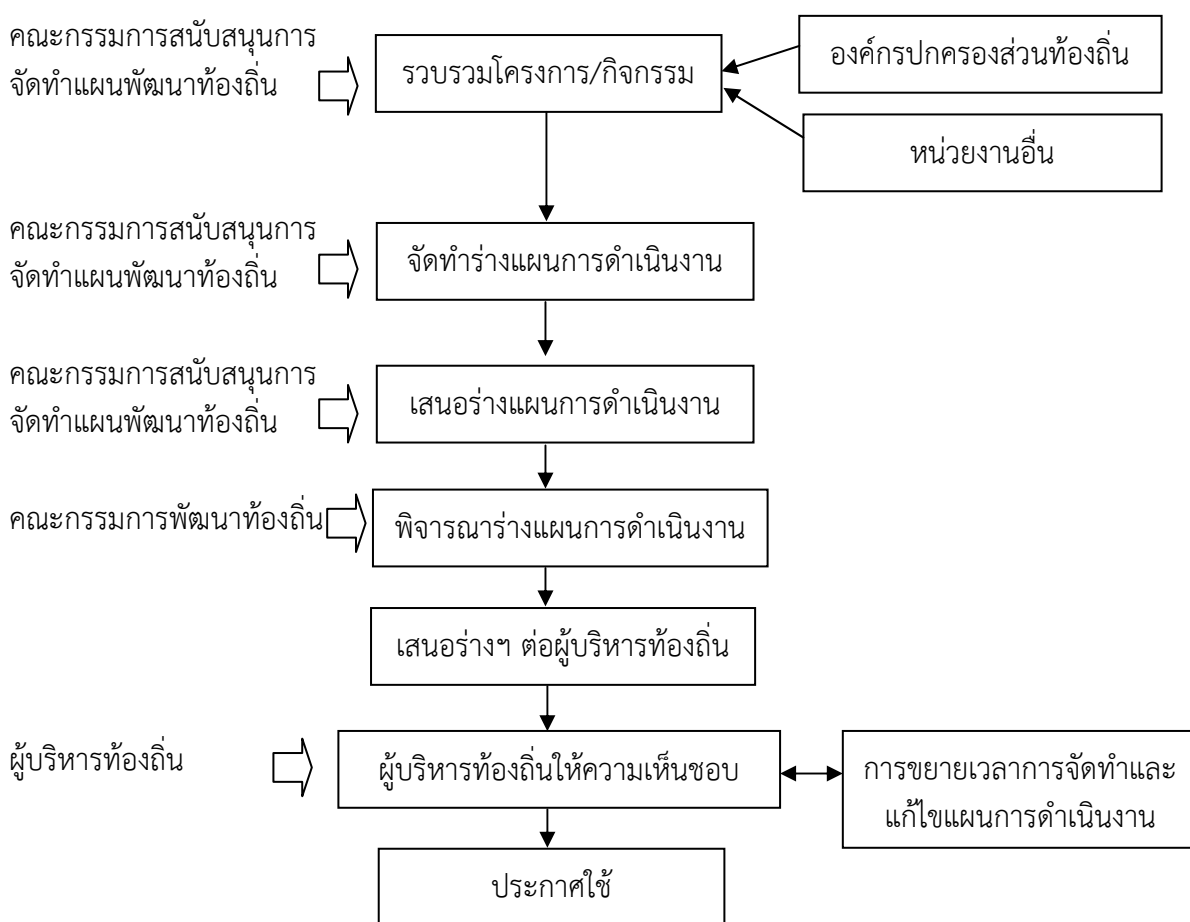 คณะกรรมการสนับสนุนการ
จัดทำแผนพัฒนาท้องถิ่น
รวบรวมโครงการ/กิจกรรม
องค์กรปกครองส่วนท้องถิ่น
หน่วยงานอื่น
คณะกรรมการสนับสนุนการ
จัดทำแผนพัฒนาท้องถิ่น
จัดทำร่างแผนการดำเนินงาน
คณะกรรมการสนับสนุนการ
จัดทำแผนพัฒนาท้องถิ่น
เสนอร่างแผนการดำเนินงาน
คณะกรรมการพัฒนาท้องถิ่น
พิจารณาร่างแผนการดำเนินงาน
เสนอร่างฯ ต่อผู้บริหารท้องถิ่น
ผู้บริหารท้องถิ่น
ผู้บริหารท้องถิ่นให้ความเห็นชอบ
การขยายเวลาการจัดทำและ
แก้ไขแผนการดำเนินงาน
ประกาศใช้